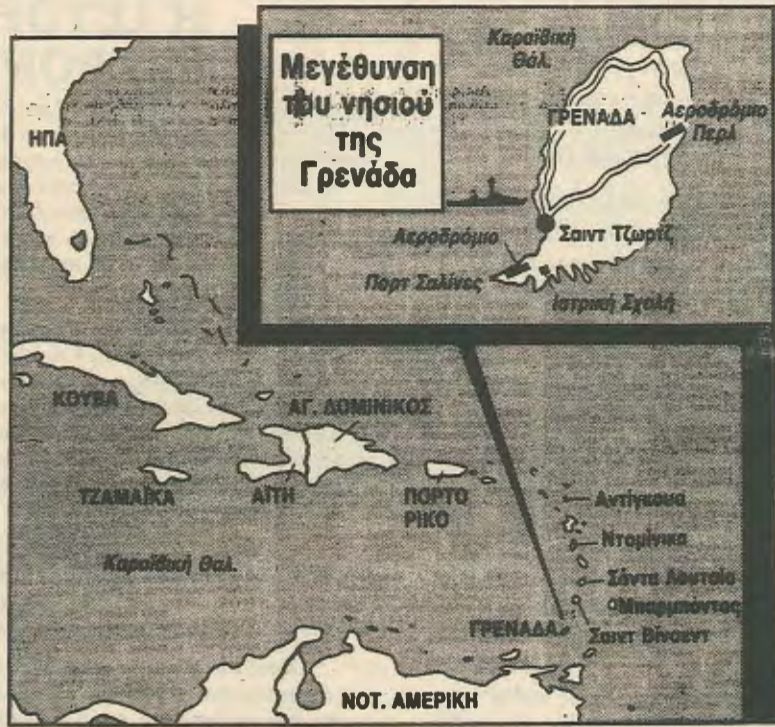 Μεγέθυνση
του νησιού
της
Γρενάδα
Καραϊβική
Θάλ.
ΓΡΕΝΑΔΑ
Αεροδρόμιο
Περλ
Σαιντ Τζωρτζ
Αεροδρόμιο
Πορτ Σαλίνες
Ιατρική Σχολή
ΗΠΑ
ΚΟΥΒΑ
ΑΓ. ΔΟΜΙΝΙΚΟΣ
ΤΖΑΜΑΪΚΑ
ΑΪΤΗ
ΠΟΡΤΟ
ΡΙΚΟ
Αντίγκουα
Ντομίνικα
Σάντα Λουτσία
Μπαρμπάντος
Σαιντ Βίνσεντ
Καραϊβική Θαλ.
ΓΡΕΝΑΔΑ
ΝΟΤ. ΑΜΕΡΙΚΗ